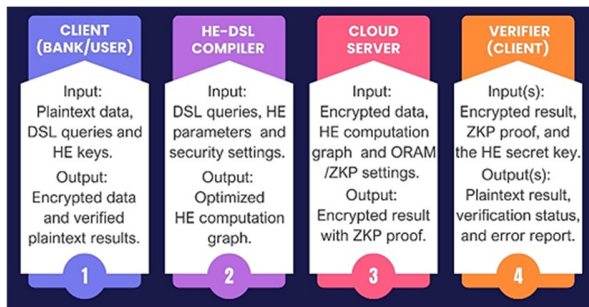 CLIENT
(BANK/USER)
Input:
Plaintext data,
DSL queries and
HE keys.
Output:
Encrypted data
and verified
plaintext results.
1
HE-DSL
COMPILER
Input:
DSL queries, HE
parameters and
security settings.
Output:
Optimized
HE computation
graph.
2
CLOUD
SERVER
Input:
Encrypted data,
HE computation
graph and ORAM
/ZKP settings.
Output:
Encrypted result
with ZKP proof.
3
VERIFIER
(CLIENT)
Input(s):
Encrypted result,
ZKP proof, and
the HE secret key.
Output(s):
Plaintext result,
verification status,
and error report.
4